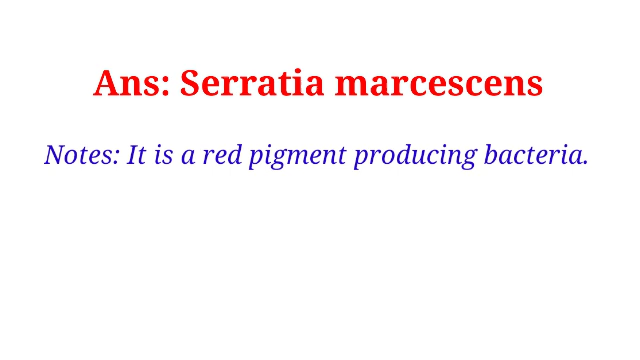 Ans: Serratia marcescens
Notes: It is a red pigment producing bacteria.